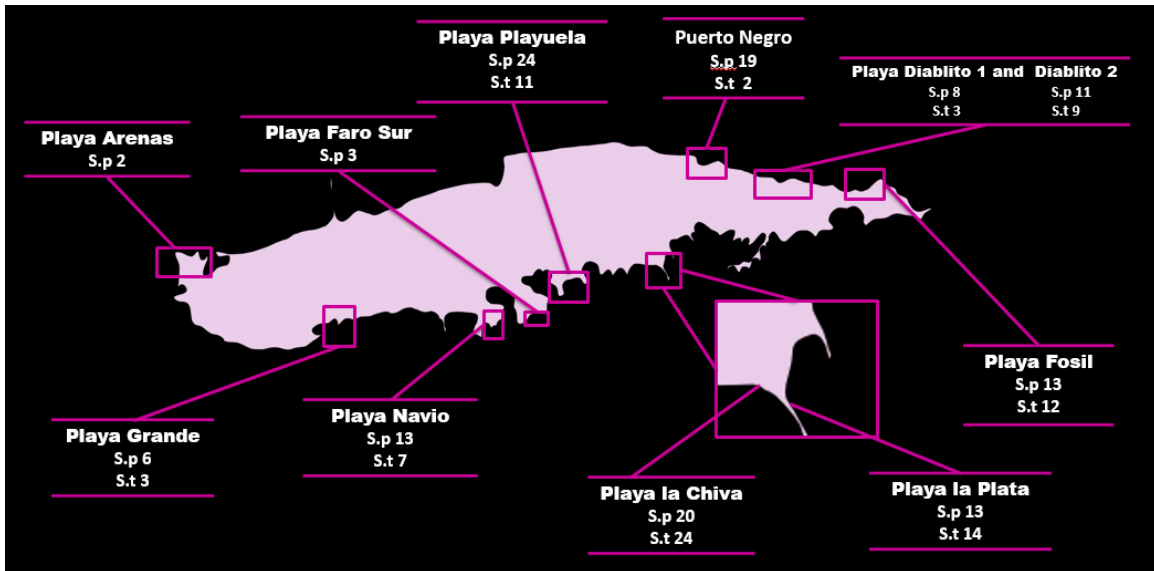 Playa Playuela
S.p 24
S.t 11
Puerto Negro
S.p 19
S.t 2
Playa Diablito 1 and Diablito 2
S.p 8 S.p 11
S.t 3 S.t 9
Playa Arenas
S.p 2
Playa Faro Sur
S.p 3
Playa Fosil
S.p 13
S.t 12
Playa Grande
S.p 6
S.t 3
Playa Navio
S.p 13
S.t 7
Playa la Chiva
S.p 20
S.t 24
Playa la Plata
S.p 13
S.t 14